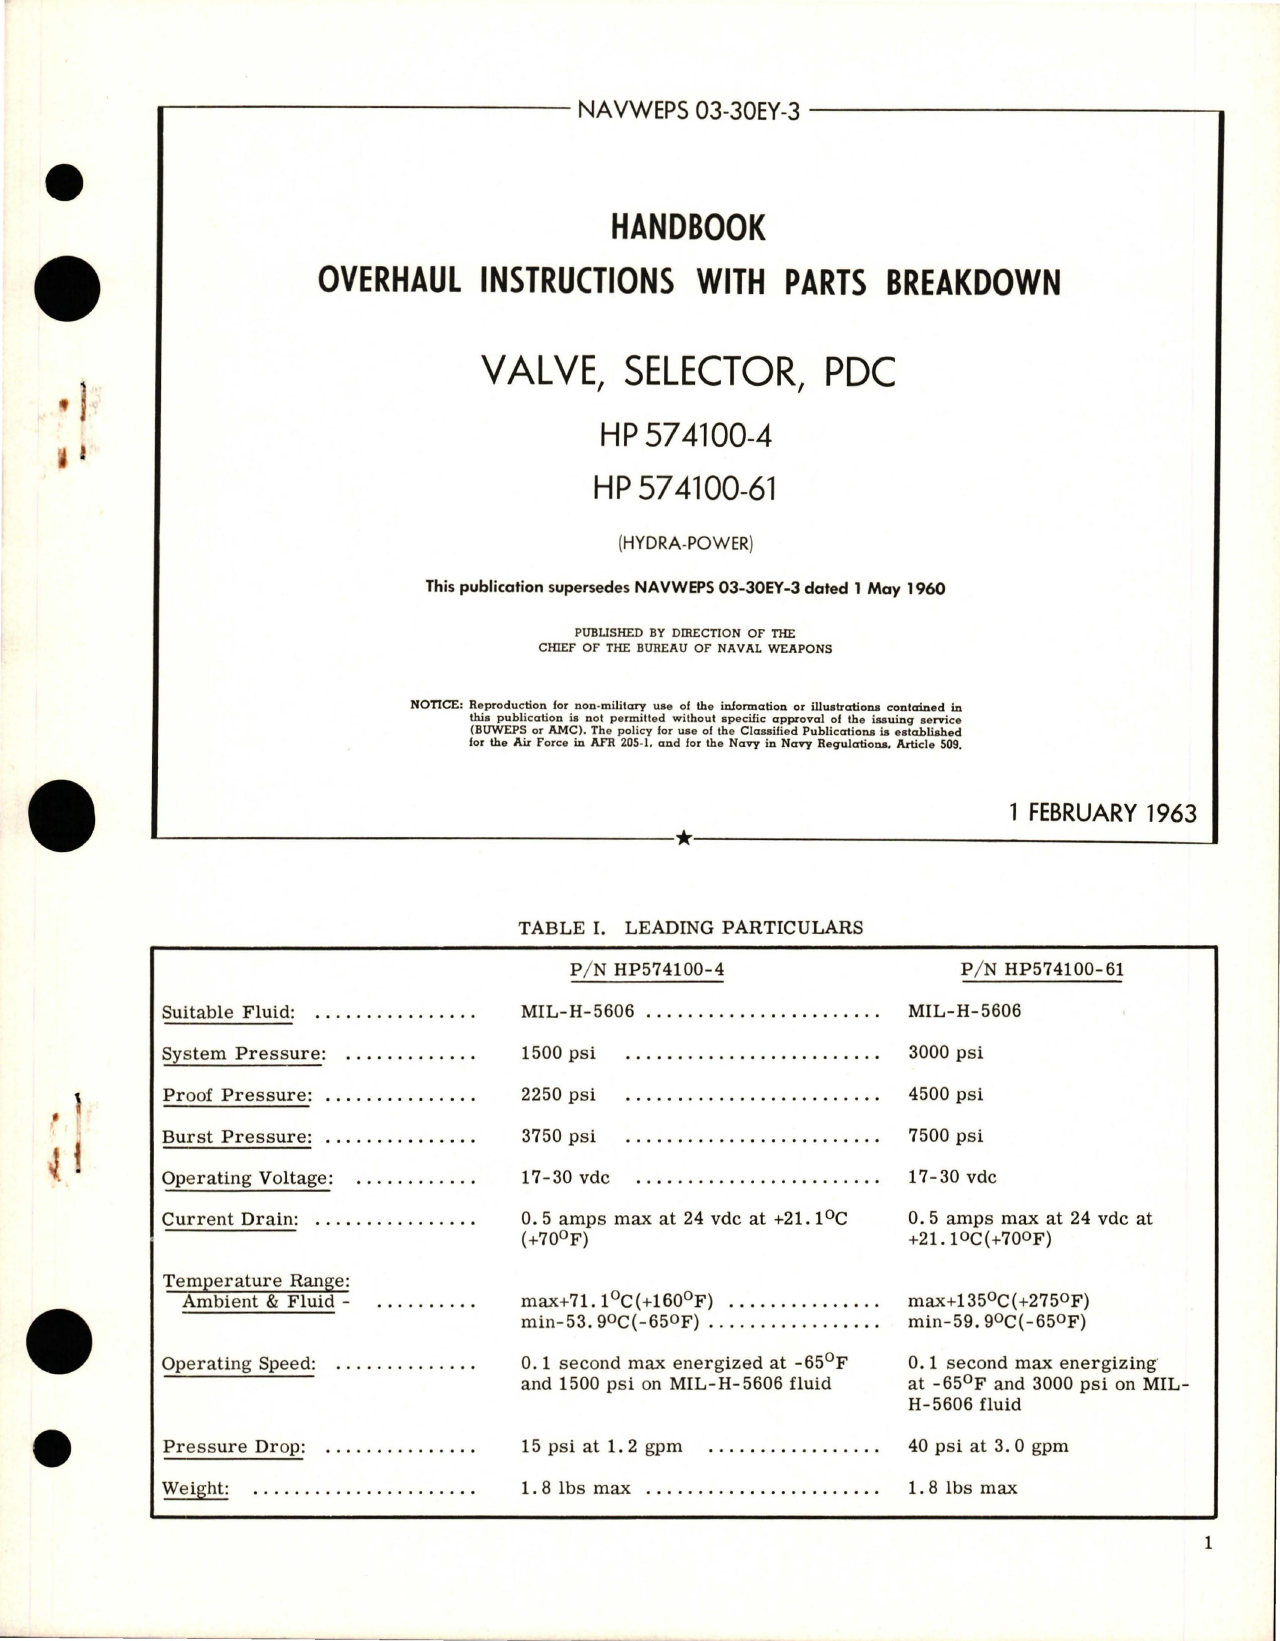 NAVWEPS 03-30EY-3
HANDBOOK
OVERHAUL INSTRUCTIONS WITH PARTS BREAKDOWN
VALVE, SELECTOR, PDC
HP 574100-4
HP 574100-61
(HYDRA-POWER)
This publication supersedes NAVWEPS 03-30EY-3 dated 1 May 1960
PUBLISHED BY DIRECTION OF THE
CHIEF OF THE BUREAU OF NAVAL WEAPONS
NOTICE: Reproduction for non-military use of the information or illustrations contained in
this publication is not permitted without specific approval of the issuing service
(BUWEPS or AMC). The policy for use of the Classified Publications is established
for the Air Force in AFR 205-1, and for the Navy in Navy Regulations, Article 509.
1 FEBRUARY 1963
TABLE I. LEADING PARTICULARS
P/N HP574100-4 P/N HP574100-61
Suitable Fluid: ................ MIL-H-5606 ....................... MIL-H-5606
System Pressure: ............. 1500 psi ......................... 3000 psi
Proof Pressure: ............... 2250 psi ......................... 4500 psi
Burst Pressure: ............... 3750 psi ......................... 7500 psi
Operating Voltage: ............ 17-30 vdc ........................ 17-30 vdc
Current Drain: ................ 0.5 amps max at 24 vdc at +21.1°C 0.5 amps max at 24 vdc at
(+70°F) +21.1°C(+70°F)
Temperature Range:
Ambient & Fluid - .......... max+71.1°C(+160°F) ............... max+135°C(+275°F)
min-53.9°C(-65°F) ................. min-59.9°C(-65°F)
Operating Speed: .............. 0.1 second max energized at -65°F 0.1 second max energizing
and 1500 psi on MIL-H-5606 fluid at -65°F and 3000 psi on MIL-
H-5606 fluid
Pressure Drop: ............... 15 psi at 1.2 gpm ................. 40 psi at 3.0 gpm
Weight: ...................... 1.8 lbs max ....................... 1.8 lbs max
1